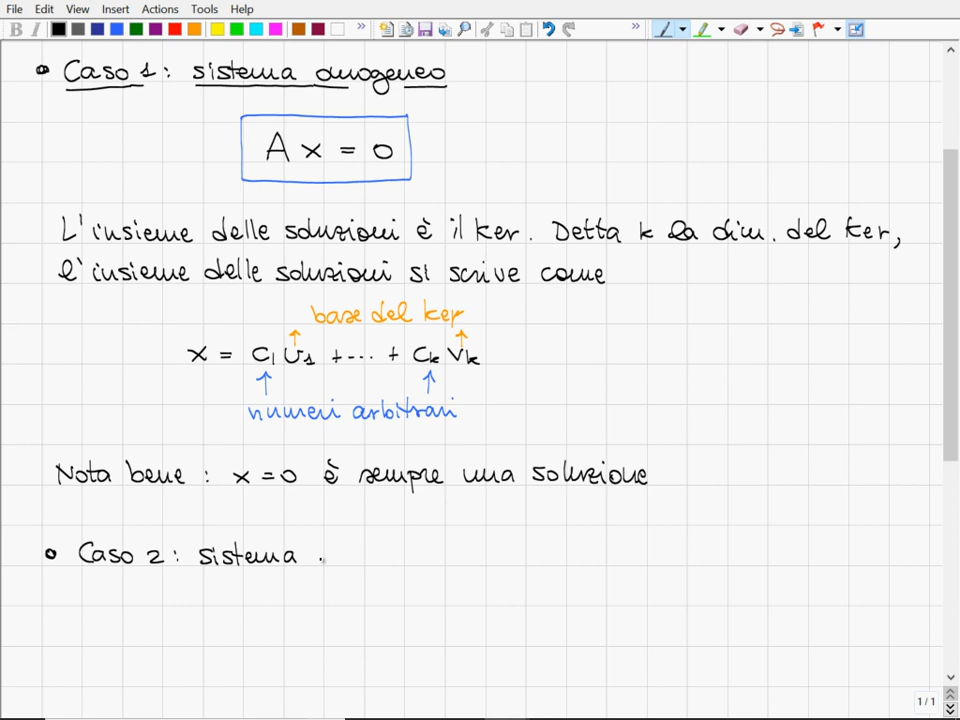 File Edit View Insert Actions Tools Help
B I
• Caso 1: sistema omogeneo
A x = 0
L'insieme delle soluzioni è il ker. Detta k la dim. del ker,
l'insieme delle soluzioni si scrive come
base del ker
x = c₁ v₁ + ... + cₖ vₖ
numeri arbitrari
Nota bene: x = 0 è sempre una soluzione
• Caso 2: sistema
1/1